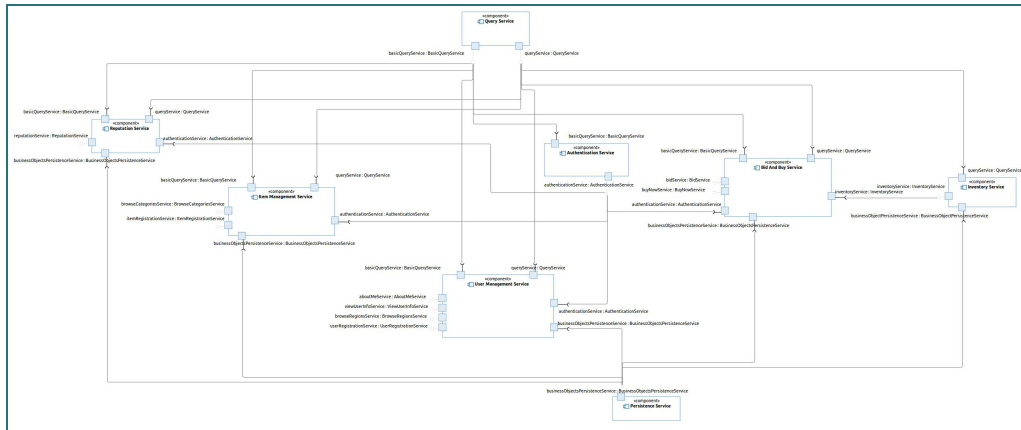 «component»
Query Service
basicQueryService : BasicQueryService
queryService : QueryService
basicQueryService : BasicQueryService
queryService : QueryService
«component»
Reputation Service
reputationService : ReputationService
authenticationService : AuthenticationService
businessObjectsPersistenceService : BusinessObjectsPersistenceService
basicQueryService : BasicQueryService
«component»
Authentication Service
authenticationService : AuthenticationService
basicQueryService : BasicQueryService
queryService : QueryService
«component»
Bid And Buy Service
bidService : BidService
buyNowService : BuyNowService
authenticationService : AuthenticationService
inventoryService : InventoryService
businessObjectsPersistenceService : BusinessObjectsPersistenceService
queryService : QueryService
«component»
Inventory Service
inventoryService : InventoryService
businessObjectPersistenceService : BusinessObjectsPersistenceService
basicQueryService : BasicQueryService
queryService : QueryService
«component»
Item Management Service
browseCategoriesService : BrowseCategoriesService
itemRegistrationService : ItemRegistrationService
authenticationService : AuthenticationService
businessObjectsPersistenceService : BusinessObjectsPersistenceService
basicQueryService : BasicQueryService
queryService : QueryService
«component»
User Management Service
aboutMeService : AboutMeService
viewUserInfoService : ViewUserInfoService
browseRegionsService : BrowseRegionsService
userRegistrationService : UserRegistrationService
authenticationService : AuthenticationService
businessObjectsPersistenceService : BusinessObjectsPersistenceService
businessObjectsPersistenceService : BusinessObjectsPersistenceService
«component»
Persistence Service